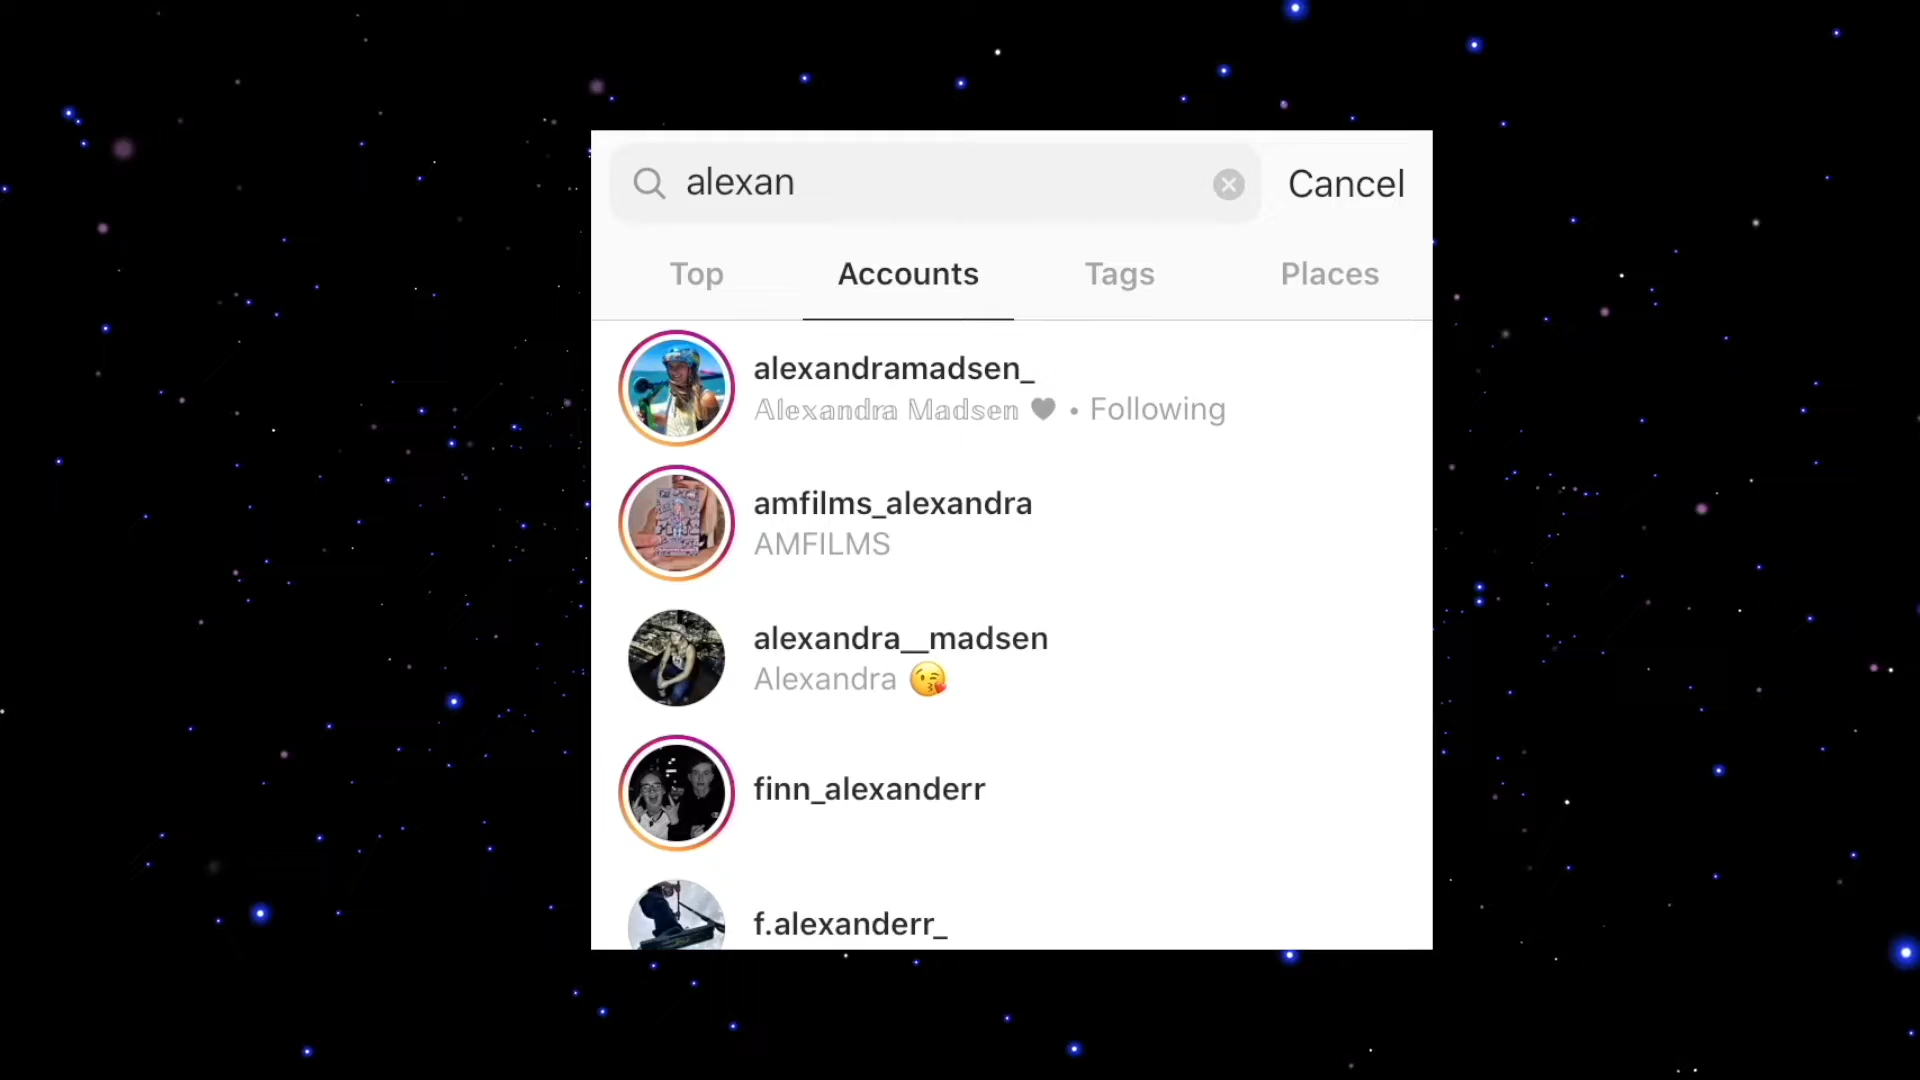 alexan
Cancel
Top Accounts Tags Places
alexandramadsen_
𝔸𝕝𝕖𝕩𝕒𝕟𝕕𝕣𝕒 𝕄𝕒𝕕𝕤𝕖𝕟 🖤 • Following
amfilms_alexandra
AMFILMS
alexandra__madsen
Alexandra 😘
finn_alexanderr
f.alexanderr_